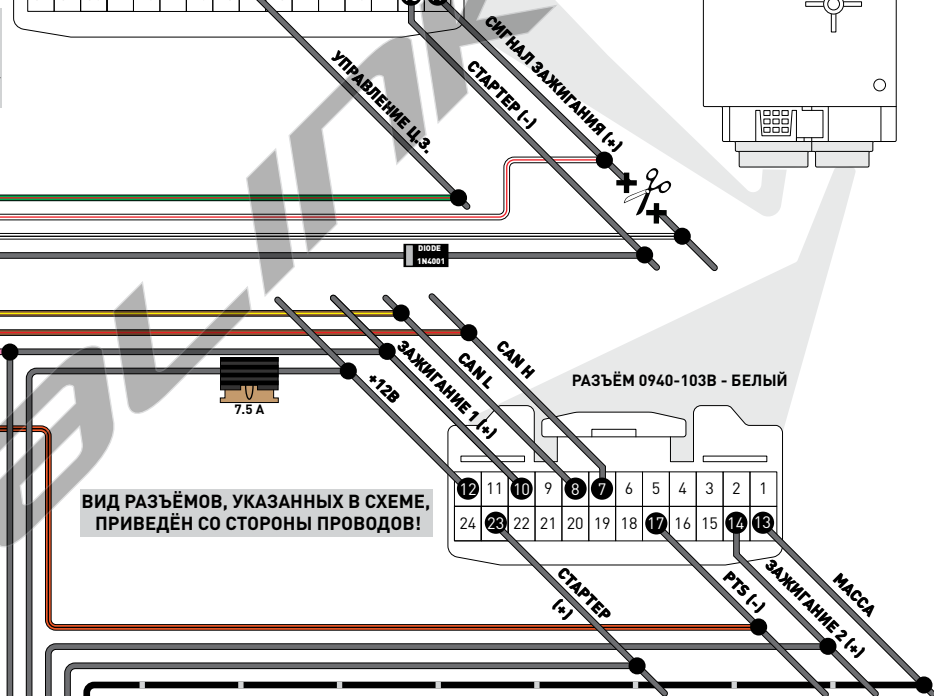 СИГНАЛ ЗАЖИГАНИЯ (+)
СТАРТЕР (-)
УПРАВЛЕНИЕ Ц.З.
DIODE
1N4001
ALINK
CAN H
CAN L
ЗАЖИГАНИЕ 1 (+)
+12В
7.5 А
РАЗЪЁМ 0940-103В - БЕЛЫЙ
12 11 10 9 8 7 6 5 4 3 2 1
24 23 22 21 20 19 18 17 16 15 14 13
ВИД РАЗЪЁМОВ, УКАЗАННЫХ В СХЕМЕ,
ПРИВЕДЁН СО СТОРОНЫ ПРОВОДОВ!
СТАРТЕР
(+)
PTS (-)
ЗАЖИГАНИЕ 2 (+)
МАССА